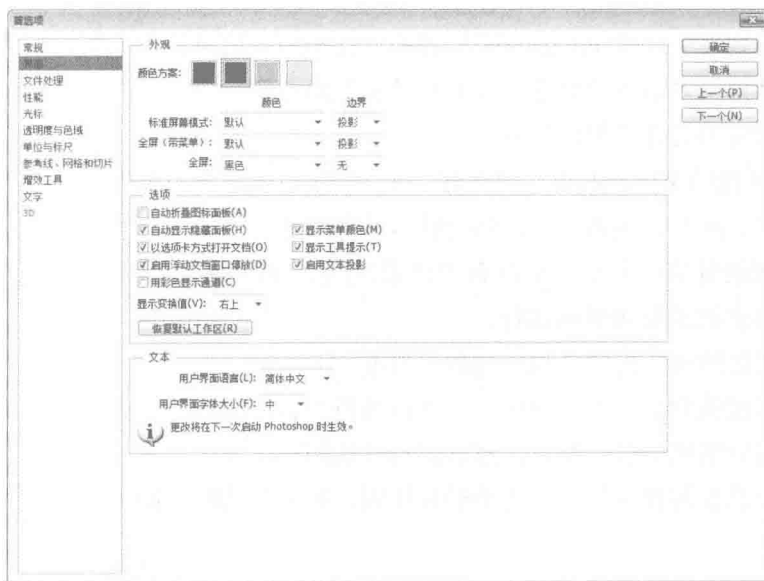 首选项
常规
界面
文件处理
性能
光标
透明度与色域
单位与标尺
参考线、网格和切片
增效工具
文字
3D
外观
颜色方案:
颜色 边界
标准屏幕模式: 默认 投影
全屏（带菜单）: 默认 投影
全屏: 黑色 无
选项
自动折叠图标面板(A)
自动显示隐藏面板(H) 显示菜单颜色(M)
以选项卡方式打开文档(O) 显示工具提示(T)
启用浮动文档窗口停放(D) 启用文本投影
用彩色显示通道(C)
显示变换值(V): 右上
恢复默认工作区(R)
文本
用户界面语言(L): 简体中文
用户界面字体大小(F): 中
更改将在下一次启动 Photoshop 时生效。
确定
取消
上一个(P)
下一个(N)